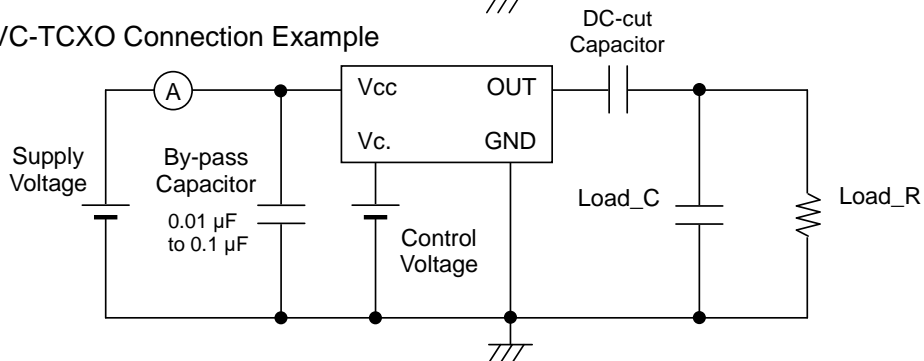 VC-TCXO Connection Example
DC-cut
Capacitor
A
Vcc
OUT
Vc.
GND
Supply
Voltage
By-pass
Capacitor
0.01 µF
to 0.1 µF
Control
Voltage
Load_C
Load_R